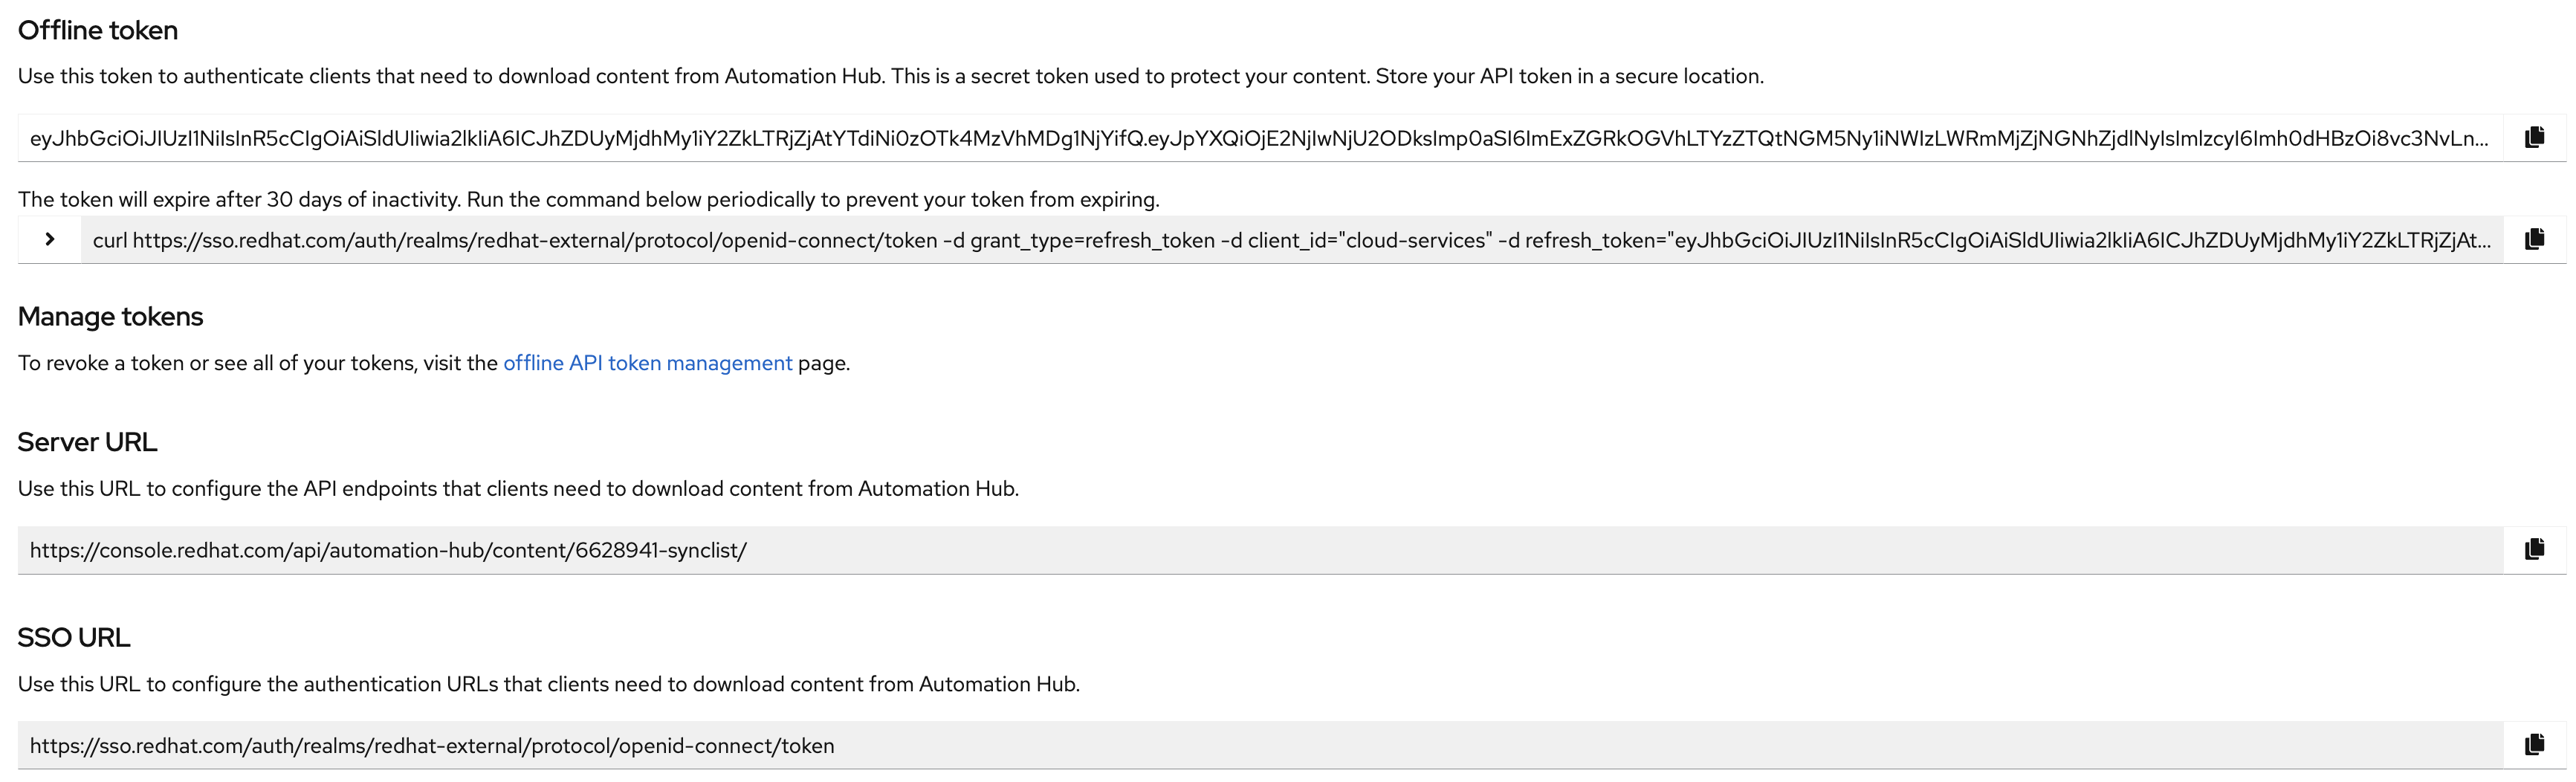 Offline token
Use this token to authenticate clients that need to download content from Automation Hub. This is a secret token used to protect your content. Store your API token in a secure location.
eyJhbGciOiJIUzI1NiIsInR5cCIgOiAiSldUIiwia2lkIiA6ICJhZDUyMjdhMy1iY2ZkLTRjZjAtYTdiNi0zOTk4MzVhMDg1NjYifQ.eyJpYXQiOjE2NjIwNjU2ODksImp0aSI6ImExZGRkOGVhLTYzZTQtNGM5Ny1iNWIzLWRmMjZjNGNhZjdlNyIsImlzcyI6Imh0dHBzOi8vc3NvLn...
The token will expire after 30 days of inactivity. Run the command below periodically to prevent your token from expiring.
curl https://sso.redhat.com/auth/realms/redhat-external/protocol/openid-connect/token -d grant_type=refresh_token -d client_id="cloud-services" -d refresh_token="eyJhbGciOiJIUzI1NiIsInR5cCIgOiAiSldUIiwia2lkIiA6ICJhZDUyMjdhMy1iY2ZkLTRjZjAt...
Manage tokens
To revoke a token or see all of your tokens, visit the offline API token management page.
Server URL
Use this URL to configure the API endpoints that clients need to download content from Automation Hub.
https://console.redhat.com/api/automation-hub/content/6628941-synclist/
SSO URL
Use this URL to configure the authentication URLs that clients need to download content from Automation Hub.
https://sso.redhat.com/auth/realms/redhat-external/protocol/openid-connect/token